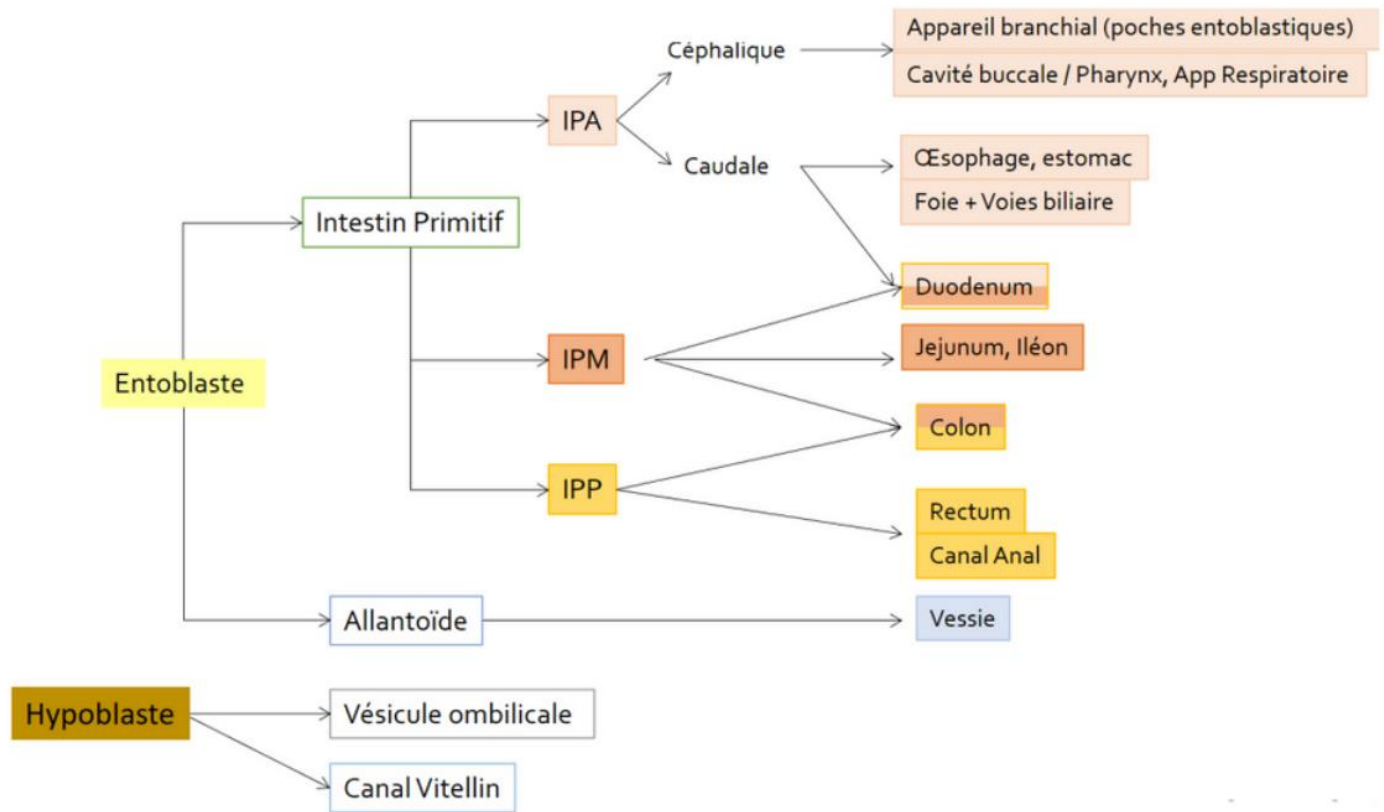 Appareil branchial (poches entoblastiques)
Céphalique
Cavité buccale / Pharynx, App Respiratoire
IPA
Caudale
Œsophage, estomac
Foie + Voies biliaire
Intestin Primitif
Duodenum
IPM
Jejunum, Iléon
Entoblaste
Colon
IPP
Rectum
Canal Anal
Allantoïde
Vessie
Hypoblaste
Vésicule ombilicale
Canal Vitellin